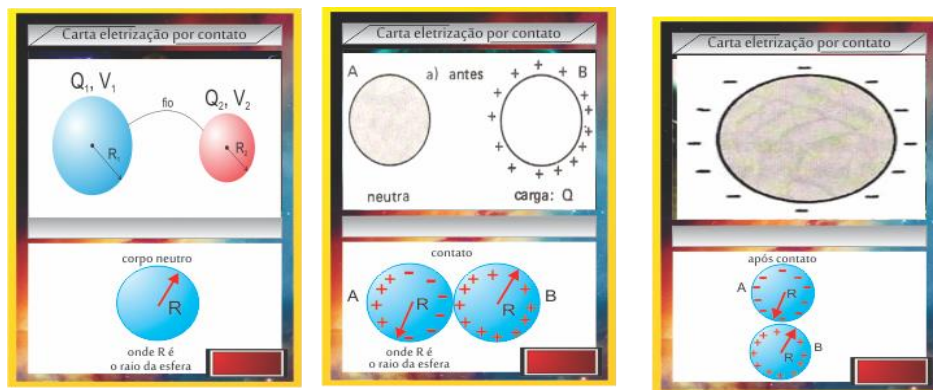 Carta eletrização por contato
Q₁, V₁
fio
Q₂, V₂
R₁
R₂
corpo neutro
R
onde R é
o raio da esfera
Carta eletrização por contato
A
a) antes
B
neutra
carga: Q
contato
A
R
R
B
onde R é
o raio da esfera
Carta eletrização por contato
após contato
A
R
R
B